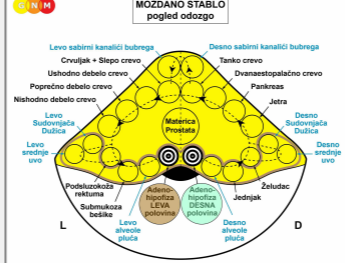 CNM
MOŽDANO STABLO
pogled odozgo
Levo sabirni kanalići bubrega
Desno sabirni kanalići bubrega
Crvuljak + Slepo crevo
Tanko crevo
Ushodno debelo crevo
Dvanaestopalačno crevo
Poprečno debelo crevo
Pankreas
Nishodno debelo crevo
Jetra
Levo
Sudovnjača
Dužica
Desno
Sudovnjača
Dužica
Materica
Prostata
Levo
srednje
uvo
Desno
srednje
uvo
Podsluzokoža
rektuma
Želudac
Submukoza
bešike
Jednjak
Adeno-
hipofiza
LEVA
polovina
Adeno-
hipofiza
DESNA
polovina
L
D
Levo
alveole
pluća
Desno
alveole
pluća